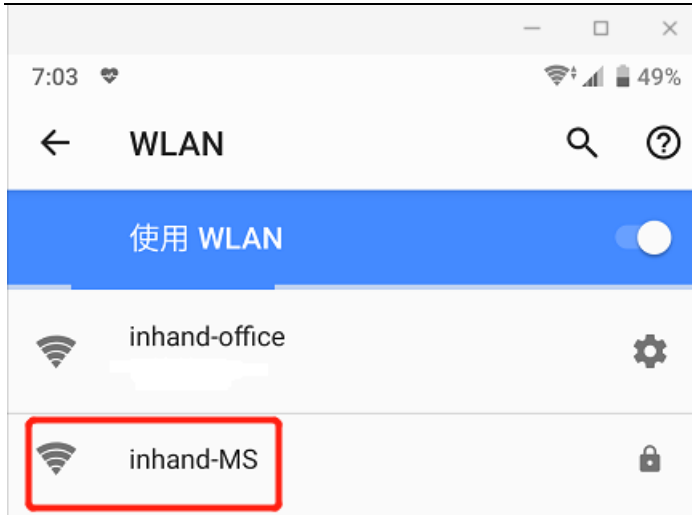 7:03 49%
WLAN
使用 WLAN
inhand-office
inhand-MS